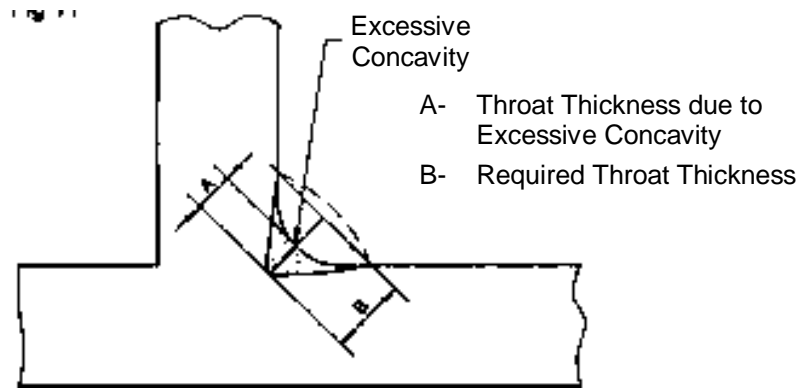 Excessive
Concavity
A- Throat Thickness due to
Excessive Concavity
B- Required Throat Thickness
A
B